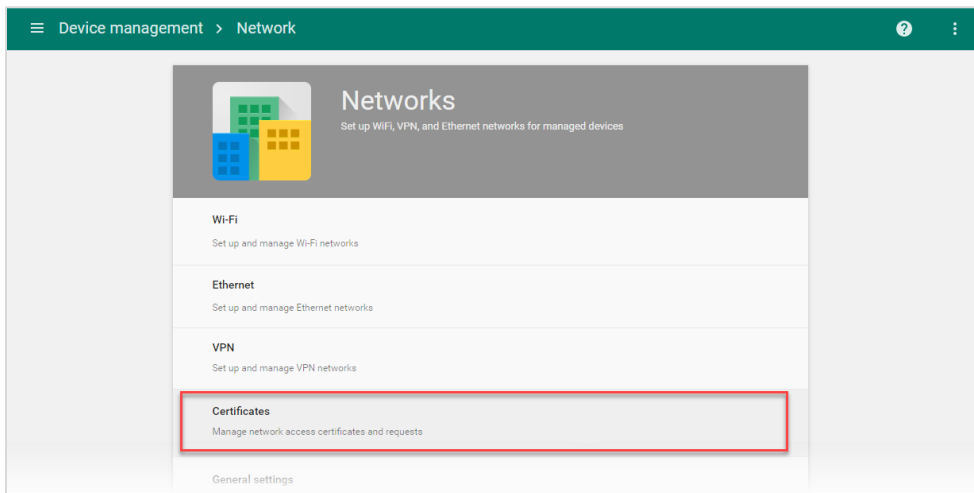 Device management > Network
Networks
Set up WiFi, VPN, and Ethernet networks for managed devices
Wi-Fi
Set up and manage Wi-Fi networks
Ethernet
Set up and manage Ethernet networks
VPN
Set up and manage VPN networks
Certificates
Manage network access certificates and requests
General settings